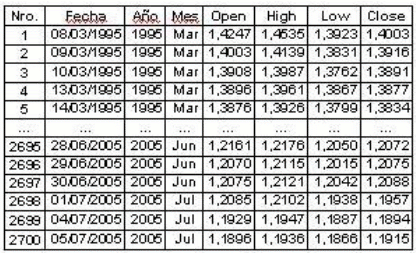 Nro. Fecha Año Mes Open High Low Close
1 08/03/1995 1995 Mar 1,4247 1,4535 1,3923 1,4003
2 09/03/1995 1995 Mar 1,4003 1,4139 1,3831 1,3916
3 10/03/1995 1995 Mar 1,3908 1,3987 1,3762 1,3891
4 13/03/1995 1995 Mar 1,3896 1,3961 1,3867 1,3877
5 14/03/1995 1995 Mar 1,3876 1,3926 1,3799 1,3834
... ... ... ... ... ... ... ...
2695 28/06/2005 2005 Jun 1,2161 1,2176 1,2050 1,2072
2696 29/06/2005 2005 Jun 1,2070 1,2115 1,2015 1,2075
2697 30/06/2005 2005 Jun 1,2075 1,2121 1,2042 1,2088
2698 01/07/2005 2005 Jul 1,2085 1,2102 1,1938 1,1957
2699 04/07/2005 2005 Jul 1,1929 1,1947 1,1887 1,1894
2700 05/07/2005 2005 Jul 1,1896 1,1936 1,1866 1,1915